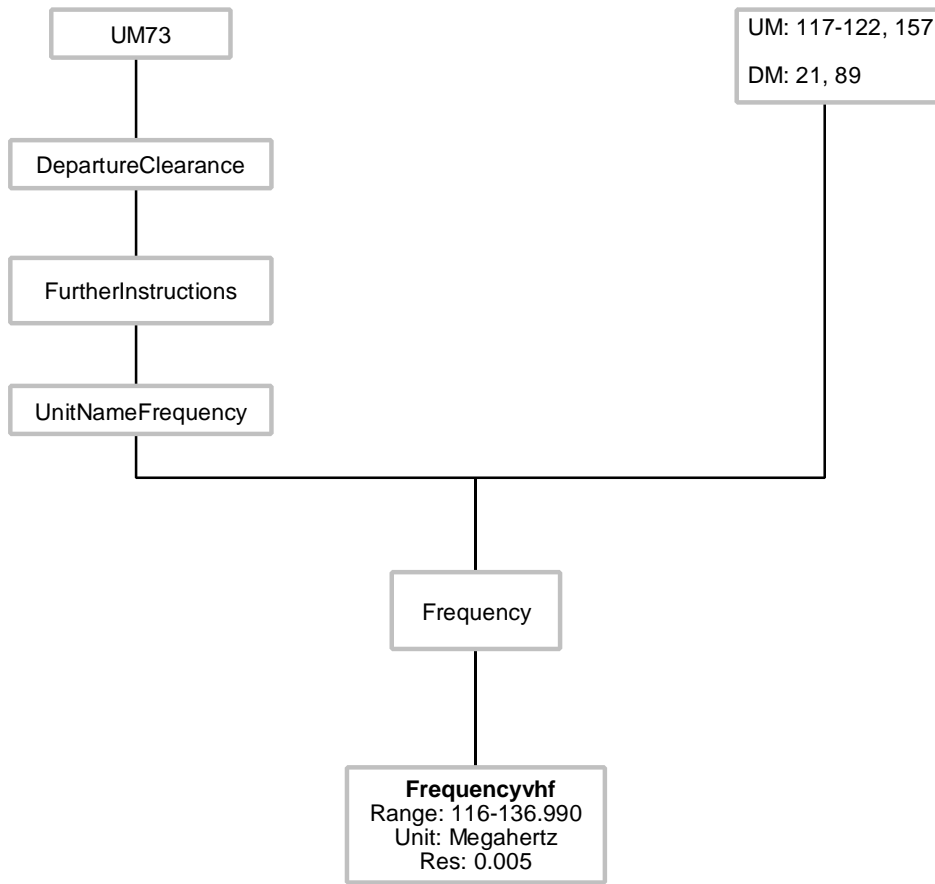 UM73
UM: 117-122, 157
DM: 21, 89
DepartureClearance
FurtherInstructions
UnitNameFrequency
Frequency
Frequencyvhf
Range: 116-136.990
Unit: Megahertz
Res: 0.005